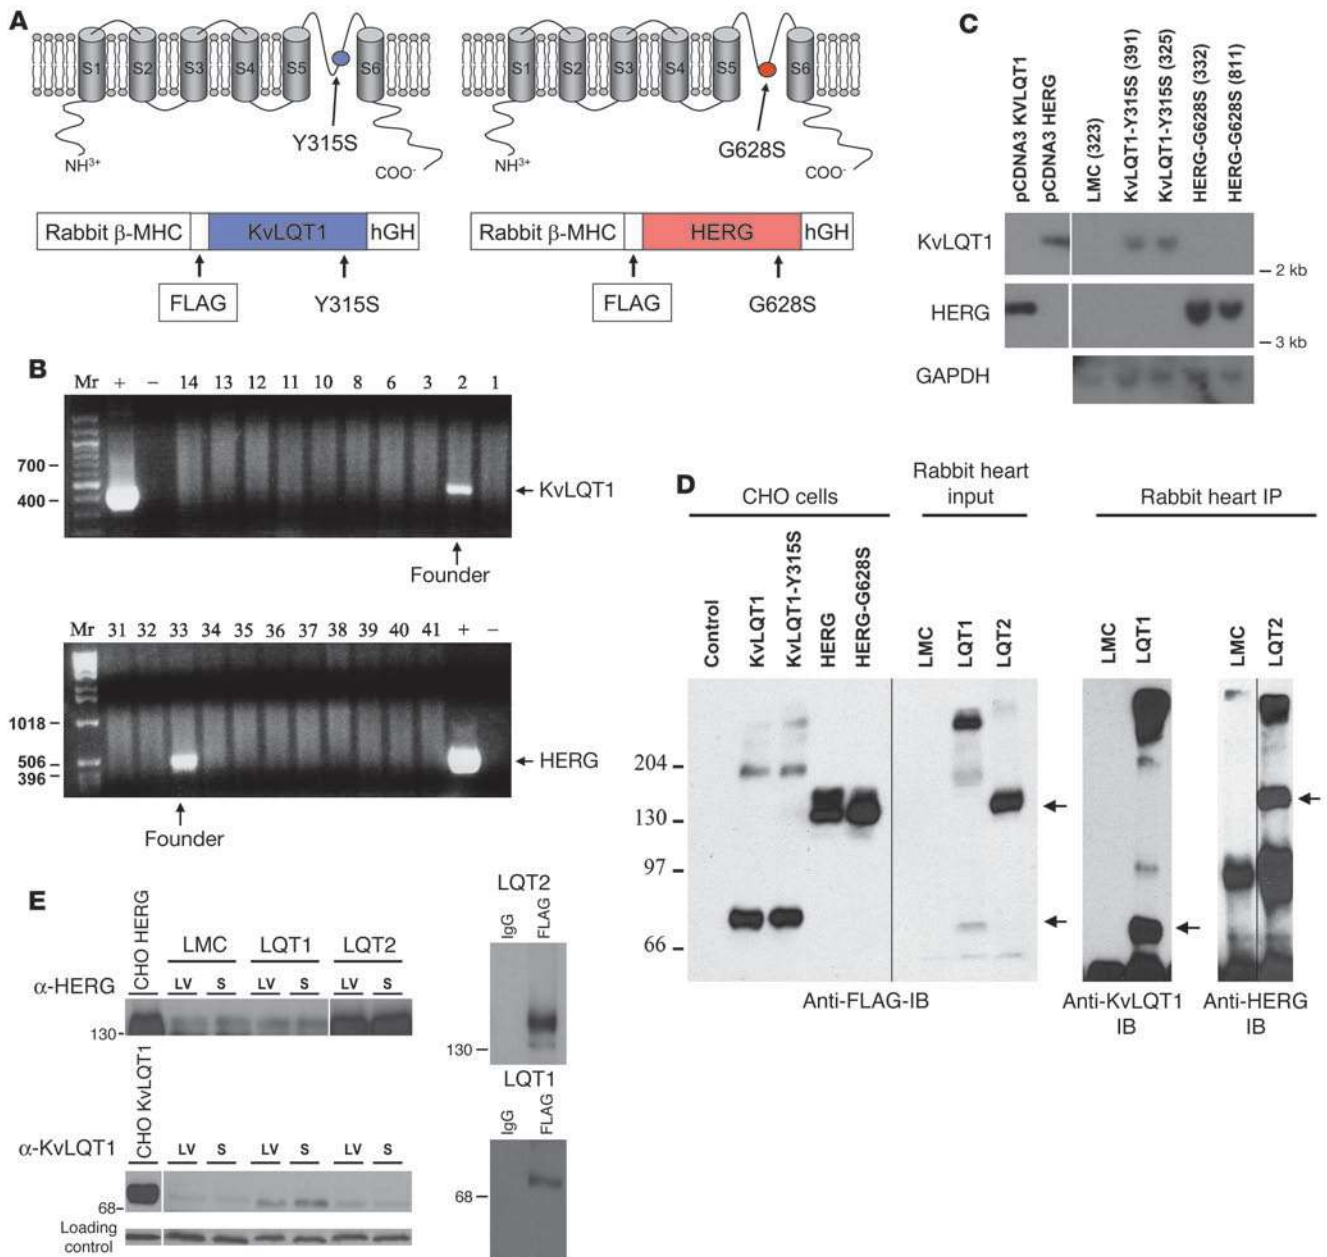 A
S1 S2 S3 S4 S5 S6
Y315S
NH3+
COO-
Rabbit β-MHC KvLQT1 hGH
FLAG
Y315S
S1 S2 S3 S4 S5 S6
G628S
NH3+
COO-
Rabbit β-MHC HERG hGH
FLAG
G628S
B
Mr + – 14 13 12 11 10 8 6 3 2 1
700
400
KvLQT1
Founder
Mr 31 32 33 34 35 36 37 38 39 40 41 + –
1018
506
396
HERG
Founder
C
pCDNA3 KVLQT1
pCDNA3 HERG
LMC (323)
KvLQT1-Y315S (391)
KvLQT1-Y315S (325)
HERG-G628S (332)
HERG-G628S (811)
KvLQT1
2 kb
HERG
3 kb
GAPDH
D
CHO cells
Rabbit heart
input
Rabbit heart IP
Control
KvLQT1
KvLQT1-Y315S
HERG
HERG-G628S
LMC
LQT1
LQT2
LMC
LQT1
LMC
LQT2
204
130
97
66
Anti-FLAG-IB
Anti-KvLQT1
IB
Anti-HERG
IB
E
CHO HERG
LMC LQT1 LQT2
α-HERG
LV S LV S LV S
130
CHO KvLQT1
α-KvLQT1
LV S LV S LV S
68
Loading
control
LQT2
IgG
FLAG
130
LQT1
IgG
FLAG
68